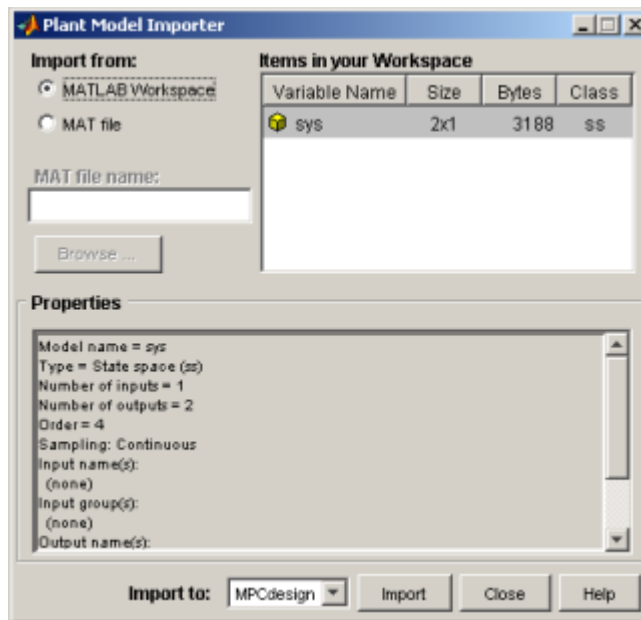 Plant Model Importer
Import from:
MATLAB Workspace
MAT file
MAT file name:
Browse ...
Items in your Workspace
Variable Name Size Bytes Class
sys 2x1 3188 ss
Properties
Model name = sys
Type = State space (ss)
Number of inputs = 1
Number of outputs = 2
Order = 4
Sampling: Continuous
Input name(s):
(none)
Input group(s):
(none)
Output name(s):
Import to: MPCdesign Import Close Help